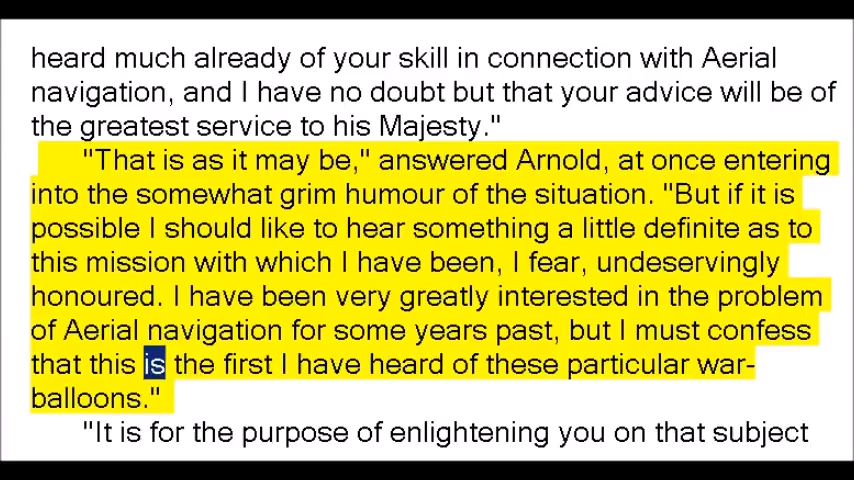 heard much already of your skill in connection with Aerial
navigation, and I have no doubt but that your advice will be of
the greatest service to his Majesty."
"That is as it may be," answered Arnold, at once entering
into the somewhat grim humour of the situation. "But if it is
possible I should like to hear something a little definite as to
this mission with which I have been, I fear, undeservingly
honoured. I have been very greatly interested in the problem
of Aerial navigation for some years past, but I must confess
that this is the first I have heard of these particular war-
balloons."
"It is for the purpose of enlightening you on that subject